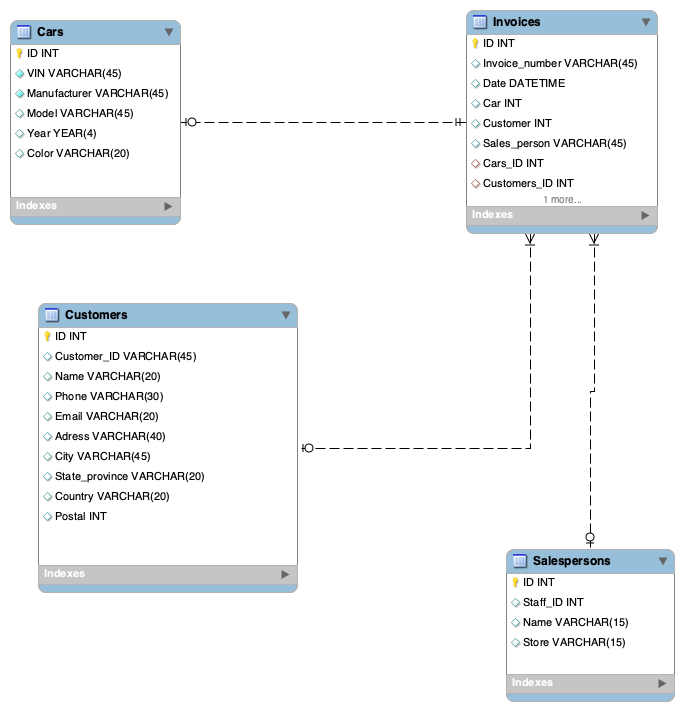 Cars
ID INT
VIN VARCHAR(45)
Manufacturer VARCHAR(45)
Model VARCHAR(45)
Year YEAR(4)
Color VARCHAR(20)
Indexes
Invoices
ID INT
Invoice_number VARCHAR(45)
Date DATETIME
Car INT
Customer INT
Sales_person VARCHAR(45)
Cars_ID INT
Customers_ID INT
1 more...
Indexes
Customers
ID INT
Customer_ID VARCHAR(45)
Name VARCHAR(20)
Phone VARCHAR(30)
Email VARCHAR(20)
Adress VARCHAR(40)
City VARCHAR(45)
State_province VARCHAR(20)
Country VARCHAR(20)
Postal INT
Indexes
Salespersons
ID INT
Staff_ID INT
Name VARCHAR(15)
Store VARCHAR(15)
Indexes